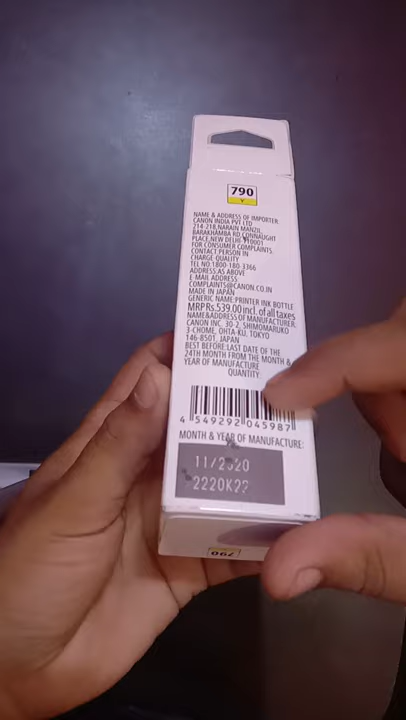 790
Y
NAME & ADDRESS OF IMPORTER
CANON INDIA PVT LTD
214-218,NARAIN MANZIL,
BARAKHAMBA RD,CONNAUGHT
PLACE,NEW DELHI 110001
FOR CONSUMER COMPLAINTS,
CONTACT PERSON IN
CHARGE-QUALITY
TEL NO:1800-180-3366
ADDRESS:AS ABOVE
E-MAIL ADDRESS
COMPLAINTS@CANON.CO.IN
MADE IN JAPAN
GENERIC NAME:PRINTER INK BOTTLE
MRPRs.539.00incl. of all taxes
NAME&ADDRESS OF MANUFACTURER.
CANON INC. 30-2, SHIMOMARUKO
3-CHOME, OHTA-KU, TOKYO
146-8501, JAPAN
BEST BEFORE:LAST DATE OF THE
24TH MONTH FROM THE MONTH &
YEAR OF MANUFACTURE
QUANTITY:
4 549292 045987
MONTH & YEAR OF MANUFACTURE:
11/2020
790